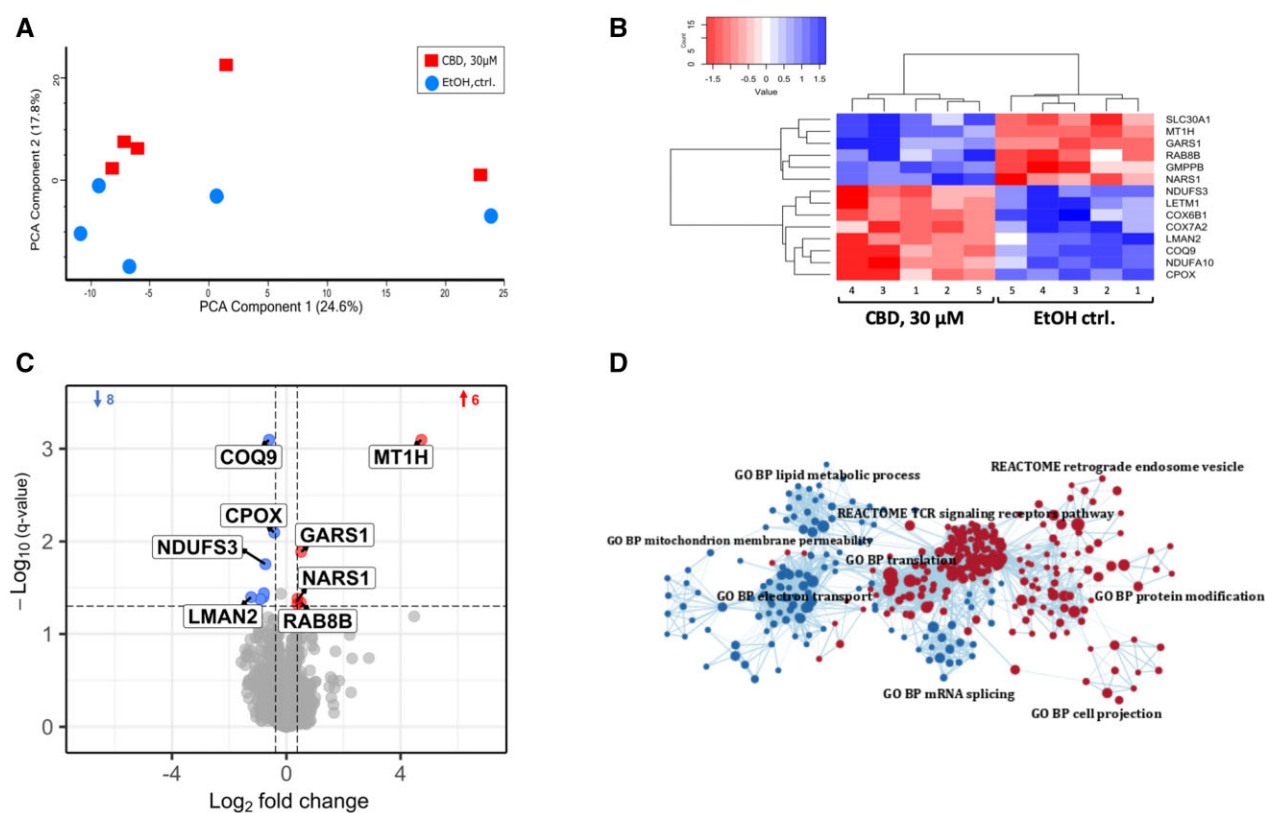 A
CBD, 30µM
EtOH,ctrl.
PCA Component 2 (17.8%)
20
0
-10
-5
0
5
10
15
20
25
PCA Component 1 (24.6%)
B
Count
15
5
0
-1.5
-0.5
0
0.5
1
1.5
Value
SLC30A1
MT1H
GARS1
RAB8B
GMPPB
NARS1
NDUFS3
LETM1
COX6B1
COX7A2
LMAN2
COQ9
NDUFA10
CPOX
4 3 1 2 5 5 4 3 2 1
CBD, 30 µM EtOH ctrl.
C
8
6
COQ9
MT1H
CPOX
GARS1
NDUFS3
NARS1
LMAN2
RAB8B
3
2
1
0
-4 0 4
− Log10 (q-value)
Log2 fold change
D
GO BP lipid metabolic process
REACTOME retrograde endosome vesicle
REACTOME TCR signaling receptors pathway
GO BP mitochondrion membrane permeability
GO BP translation
GO BP electron transport
GO BP protein modification
GO BP mRNA splicing
GO BP cell projection